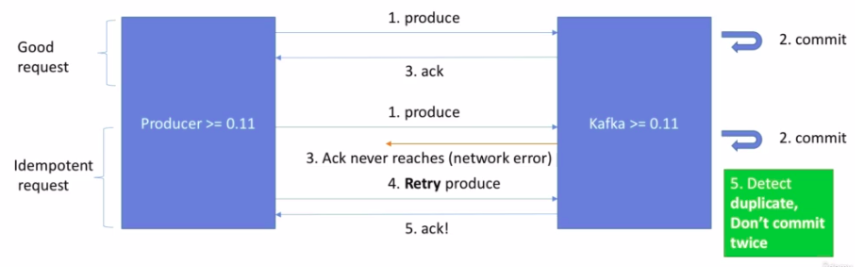 1. produce
Good
request
2. commit
3. ack
1. produce
Producer >= 0.11
Kafka >= 0.11
2. commit
3. Ack never reaches (network error)
Idempotent
request
4. Retry produce
5. Detect
duplicate,
Don't commit
twice
5. ack!